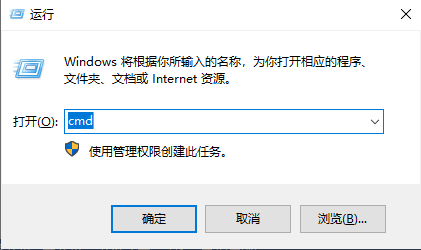 运行
Windows 将根据你所输入的名称，为你打开相应的程序、
文件夹、文档或 Internet 资源。
打开(O): cmd
使用管理权限创建此任务。
确定 取消 浏览(B)...